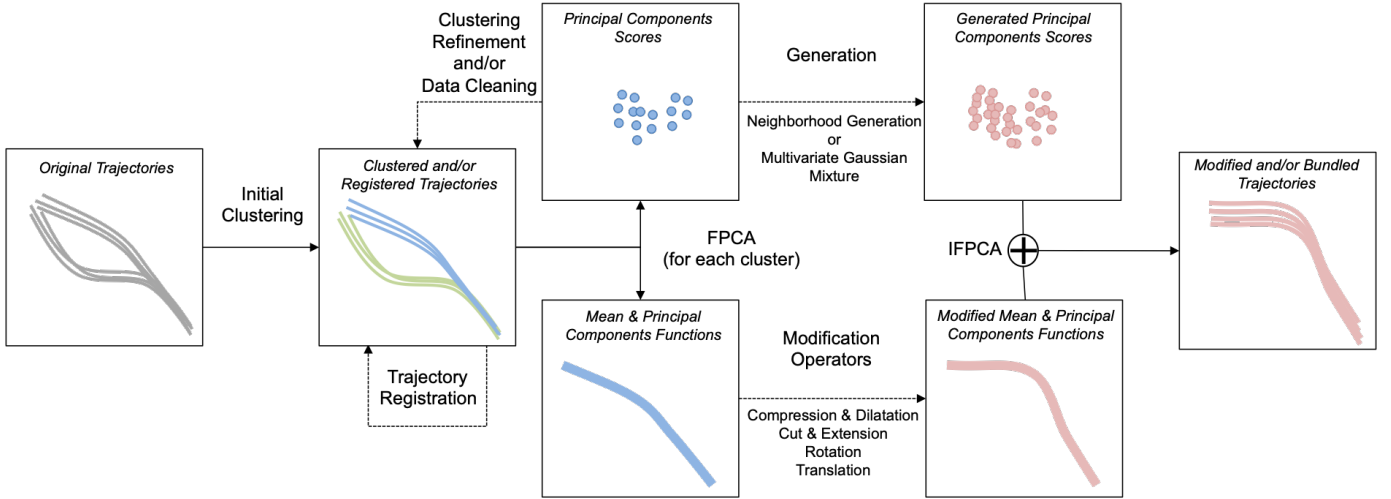 Original Trajectories
Initial
Clustering
Clustering
Refinement
and/or
Data Cleaning
Clustered and/or
Registered Trajectories
Trajectory
Registration
Principal Components
Scores
FPCA
(for each cluster)
Mean & Principal
Components Functions
Generation
Neighborhood Generation
or
Multivariate Gaussian
Mixture
Modification
Operators
Compression & Dilatation
Cut & Extension
Rotation
Translation
Generated Principal
Components Scores
IFPCA
Modified Mean & Principal
Components Functions
Modified and/or Bundled
Trajectories